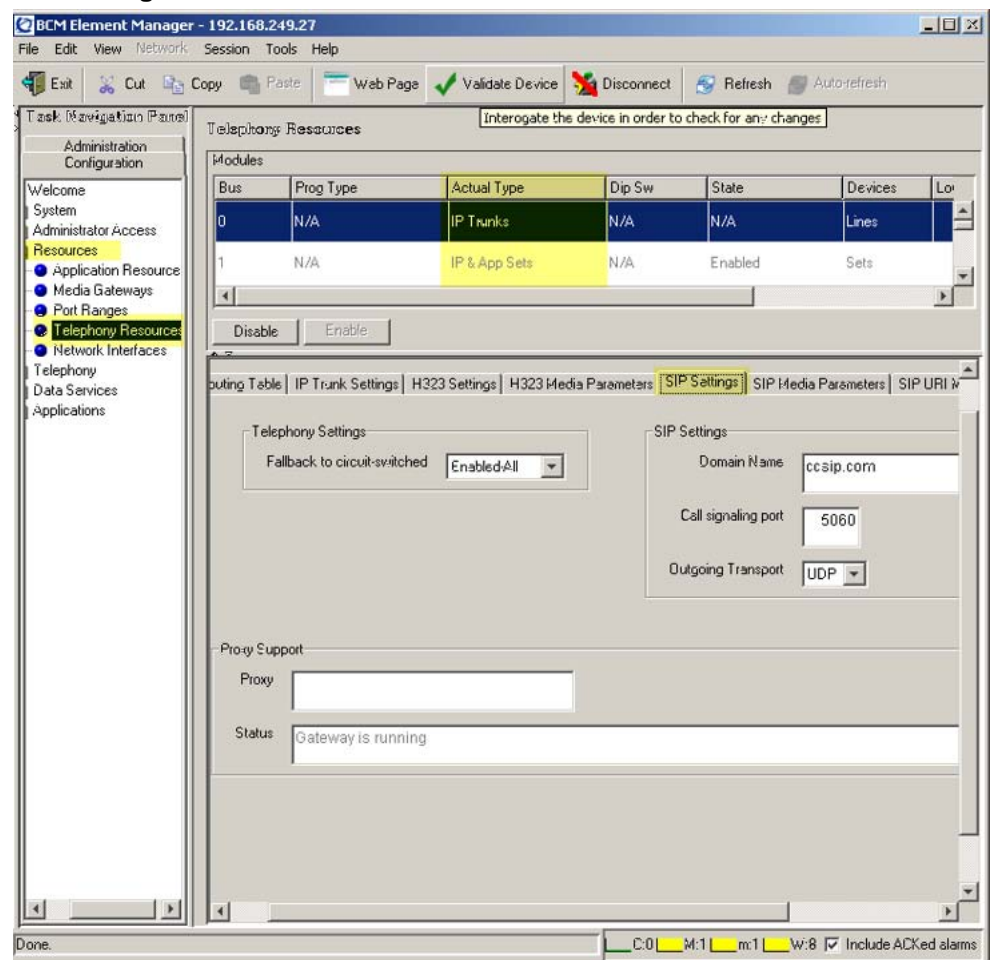 BCM Element Manager - 192.168.249.27
File Edit View Network Session Tools Help
Exit Cut Copy Paste Web Page Validate Device Disconnect Refresh Auto-refresh
Task Navigation Panel
Interogate the device in order to check for any changes
Telephony Resources
Administration
Configuration
Modules
Bus Prog Type Actual Type Dip Sw State Devices Lo
0 N/A IP Trunks N/A N/A Lines
1 N/A IP & App Sets N/A Enabled Sets
Disable Enable
Welcome
System
Administrator Access
Resources
Application Resource
Media Gateways
Port Ranges
Telephony Resources
Network Interfaces
Telephony
Data Services
Applications
outing Table IP Trunk Settings H323 Settings H323 Media Parameters SIP Settings SIP Media Parameters SIP URI M
Telephony Settings
Fallback to circuit-switched Enabled-All
SIP Settings
Domain Name ccsip.com
Call signaling port 5060
Outgoing Transport UDP
Proxy Support
Proxy
Status Gateway is running
Done.
C:0 M:1 m:1 W:8 Include ACKed alarms